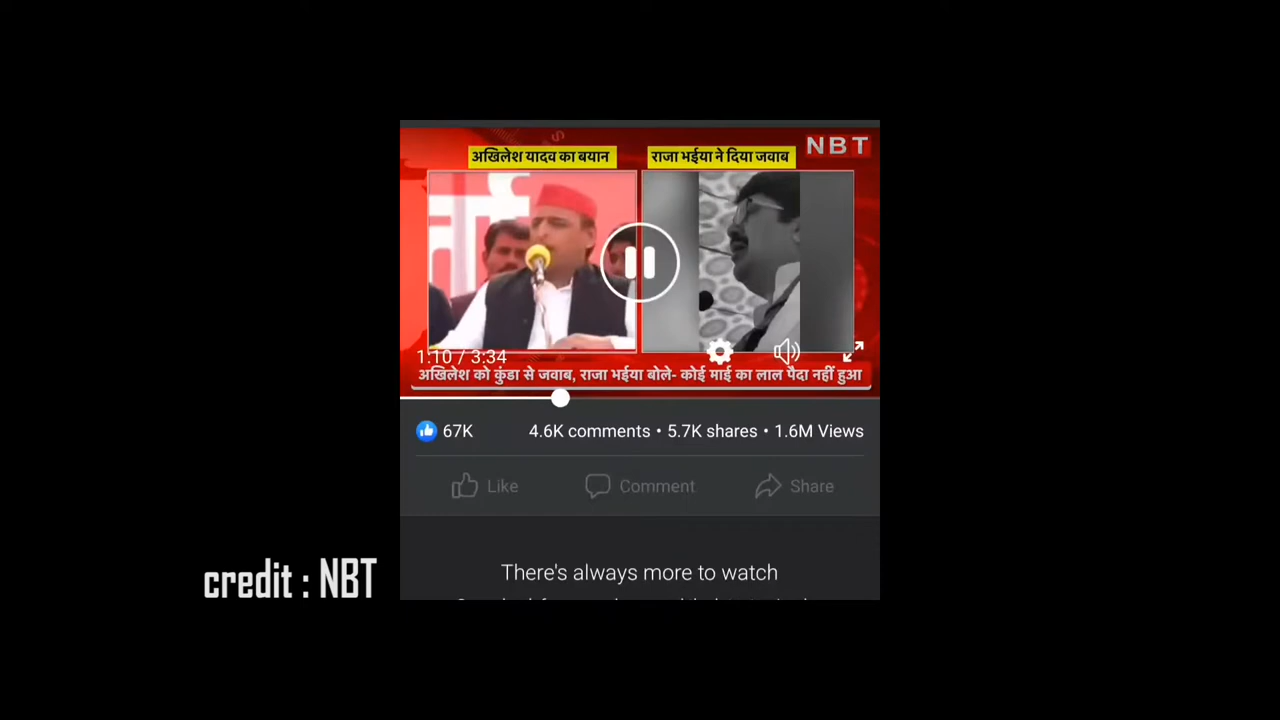 अखिलेश यादव का बयान
राजा भईया ने दिया जवाब
NBT
1:10 / 3:34
अखिलेश को कुंडा से जवाब, राजा भईया बोले- कोई माई का लाल पैदा नहीं हुआ
67K
4.6K comments • 5.7K shares • 1.6M Views
Like
Comment
Share
There's always more to watch
credit : NBT